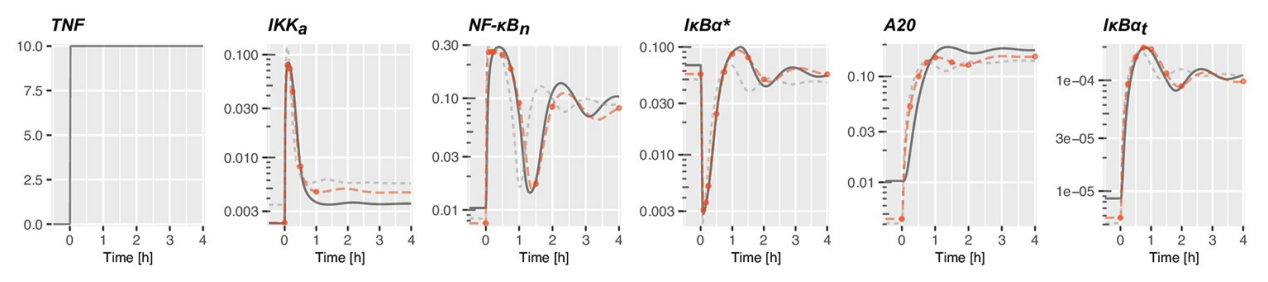 TNF
10.0
7.5
5.0
2.5
0.0
0 1 2 3 4
Time [h]
IKKa
0.100
0.030
0.010
0.003
0 1 2 3 4
Time [h]
NF-κBn
0.30
0.10
0.03
0.01
0 1 2 3 4
Time [h]
IκBα*
0.100
0.030
0.010
0.003
0 1 2 3 4
Time [h]
A20
0.10
0.03
0.01
0 1 2 3 4
Time [h]
IκBαt
1e−04
3e−05
1e−05
0 1 2 3 4
Time [h]